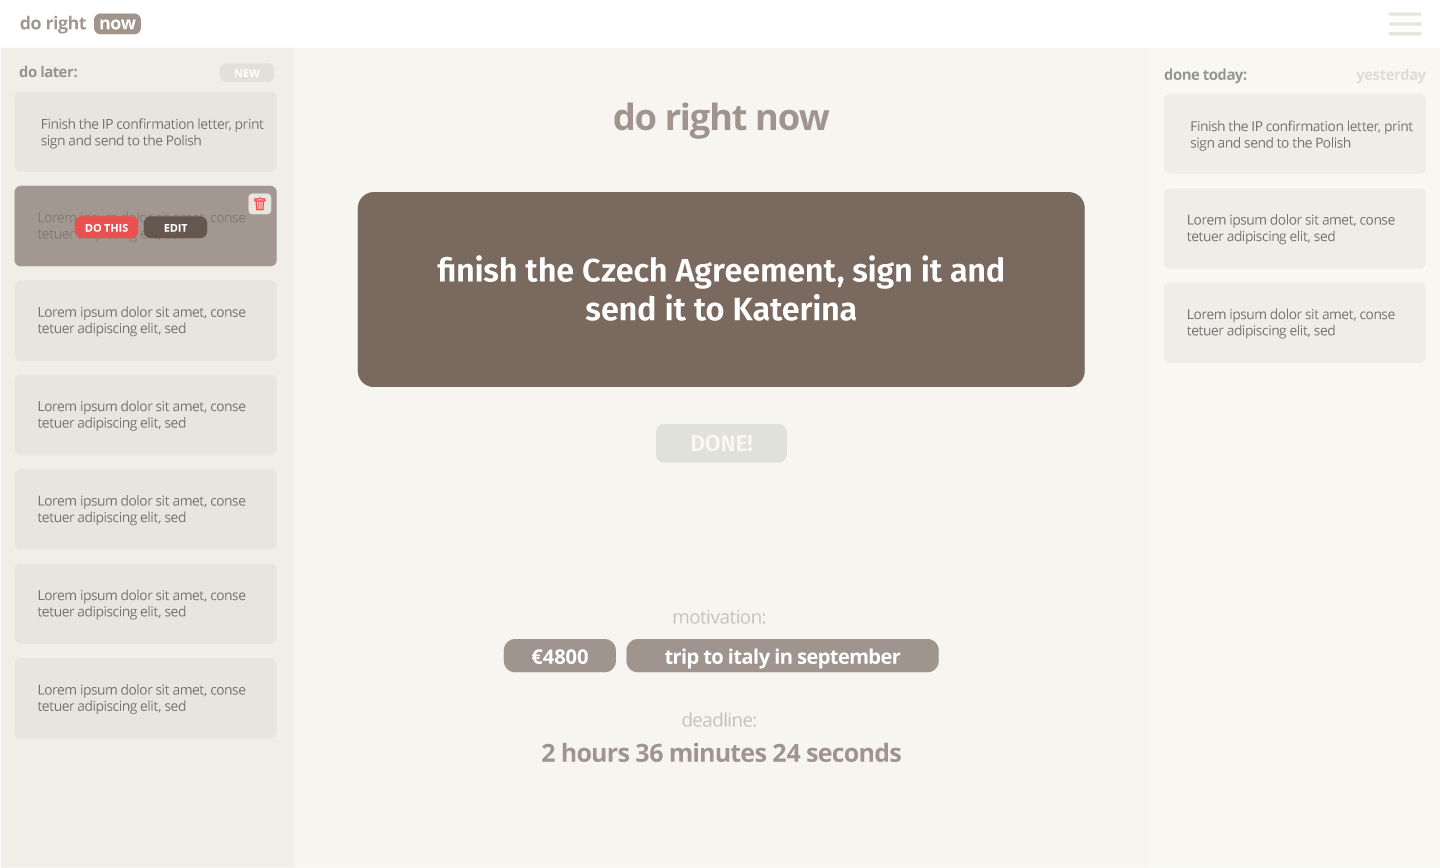 do right now
do later:
NEW
Finish the IP confirmation letter, print
sign and send to the Polish
Lorem ipsum dolor sit amet, conse
tetuer
DO THIS
EDIT
Lorem ipsum dolor sit amet, conse
tetuer adipiscing elit, sed
Lorem ipsum dolor sit amet, conse
tetuer adipiscing elit, sed
Lorem ipsum dolor sit amet, conse
tetuer adipiscing elit, sed
Lorem ipsum dolor sit amet, conse
tetuer adipiscing elit, sed
Lorem ipsum dolor sit amet, conse
tetuer adipiscing elit, sed
do right now
finish the Czech Agreement, sign it and
send it to Katerina
DONE!
motivation:
€4800
trip to italy in september
deadline:
2 hours 36 minutes 24 seconds
done today:
yesterday
Finish the IP confirmation letter, print
sign and send to the Polish
Lorem ipsum dolor sit amet, conse
tetuer adipiscing elit, sed
Lorem ipsum dolor sit amet, conse
tetuer adipiscing elit, sed